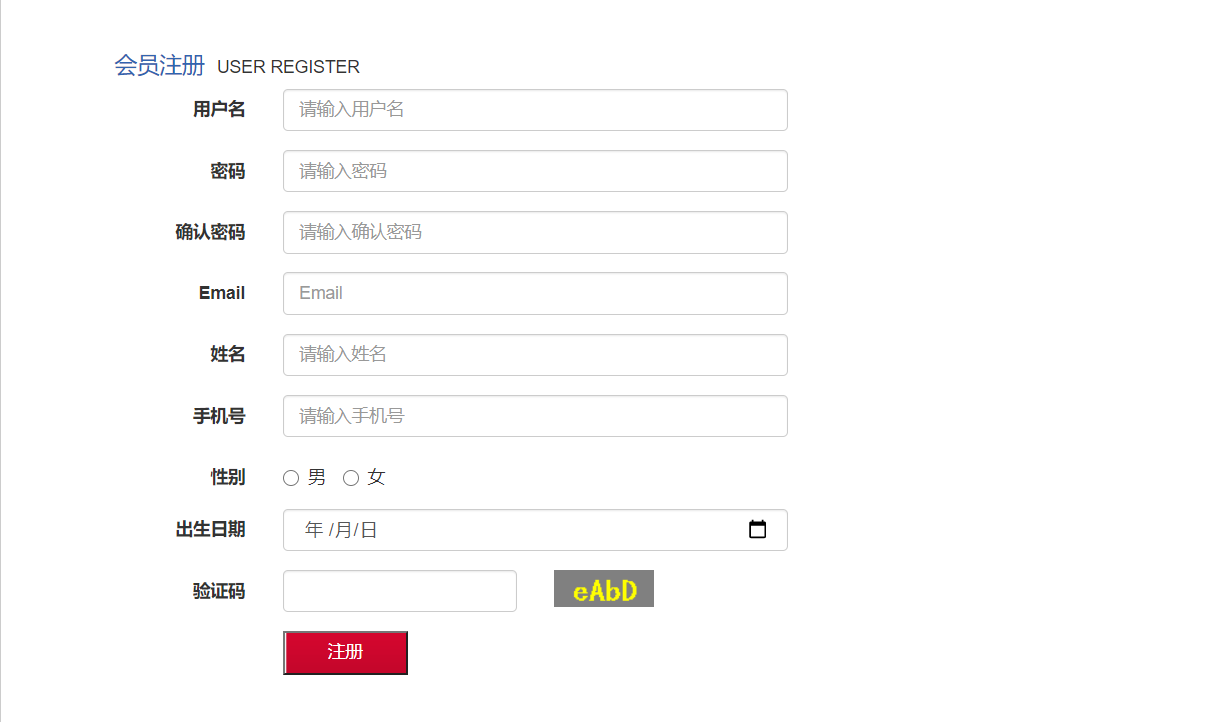 会员注册 USER REGISTER
用户名 请输入用户名
密码 请输入密码
确认密码 请输入确认密码
Email Email
姓名 请输入姓名
手机号 请输入手机号
性别 男 女
出生日期 年 /月/日
验证码 eAbD
注册